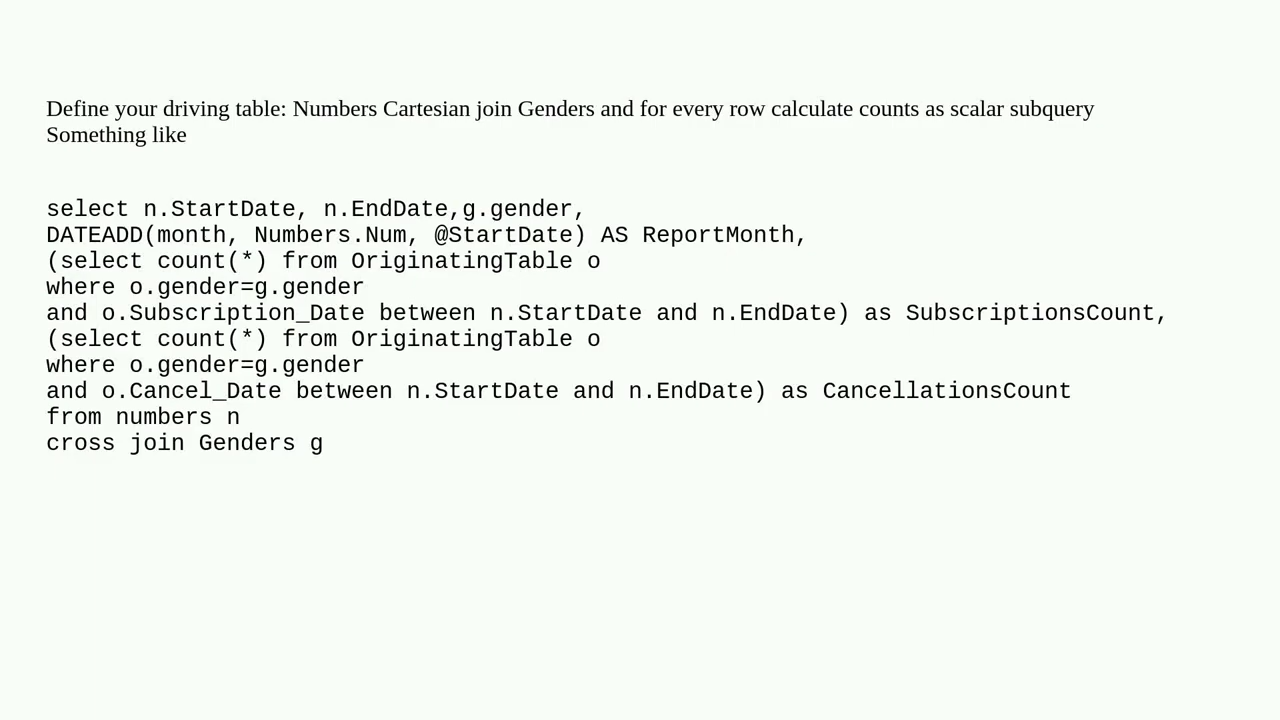 Define your driving table: Numbers Cartesian join Genders and for every row calculate counts as scalar subquery
Something like
select n.StartDate, n.EndDate,g.gender,
DATEADD(month, Numbers.Num, @StartDate) AS ReportMonth,
(select count(*) from OriginatingTable o
where o.gender=g.gender
and o.Subscription_Date between n.StartDate and n.EndDate) as SubscriptionsCount,
(select count(*) from OriginatingTable o
where o.gender=g.gender
and o.Cancel_Date between n.StartDate and n.EndDate) as CancellationsCount
from numbers n
cross join Genders g